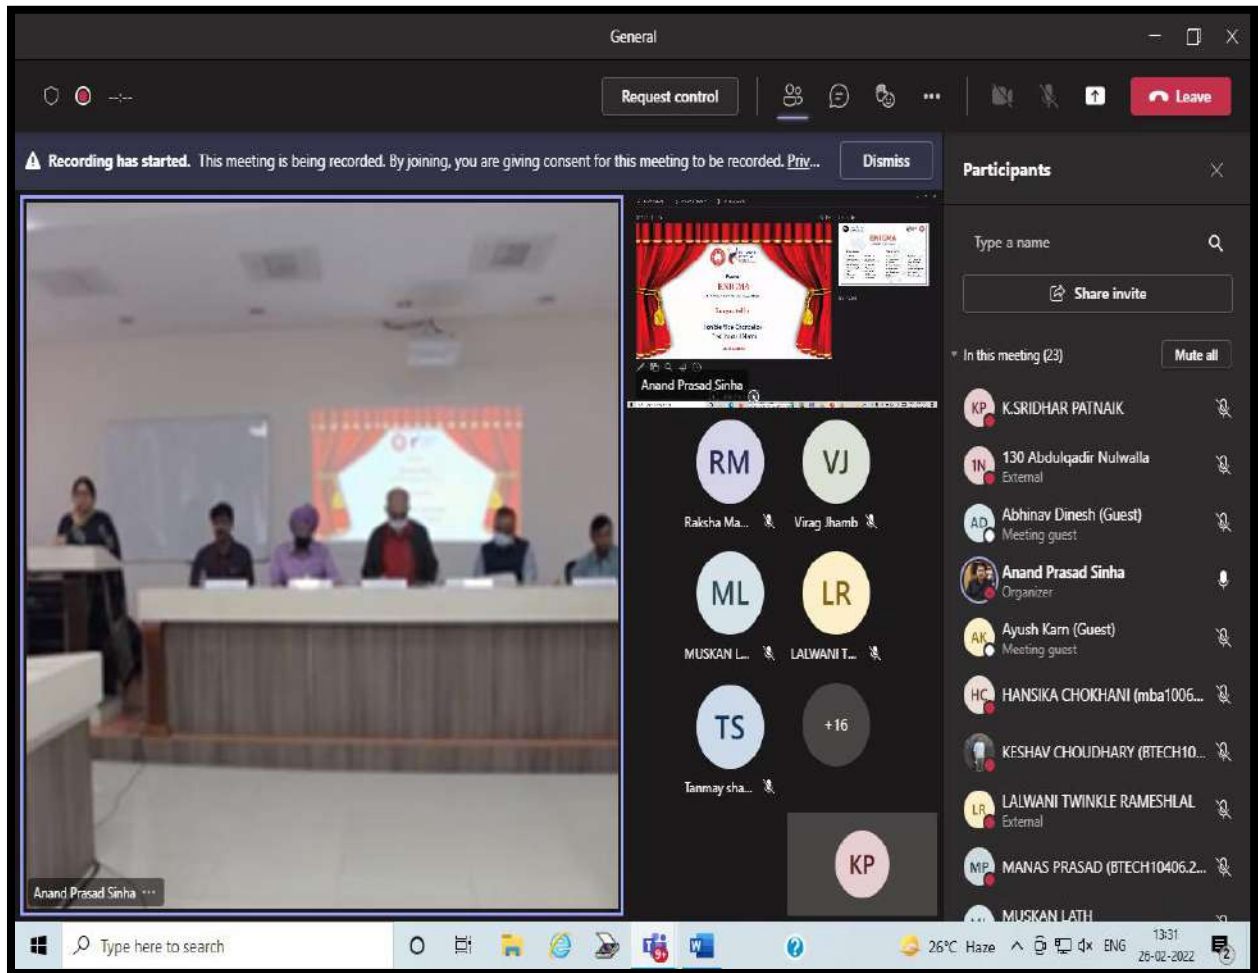 General
--:--
Request control
Leave
Recording has started. This meeting is being recorded. By joining, you are giving consent for this meeting to be recorded. Priv...
Dismiss
ENIGMA
ENIGMA
Anand Prasad Sinha
RM
VJ
Raksha Ma...
Virag Jhamb
ML
LR
MUSKAN L...
LALWANI T...
TS
+16
Tanmay sha...
KP
Anand Prasad Sinha ...
Participants
Type a name
Share invite
In this meeting (23)
Mute all
KP
K.SRIDHAR PATNAIK
1N
130 Abdulqadir Nulwalla
External
AD
Abhinav Dinesh (Guest)
Meeting guest
Anand Prasad Sinha
Organizer
AK
Ayush Karn (Guest)
Meeting guest
HC
HANSIKA CHOKHANI (mba1006...
KESHAV CHOUDHARY (BTECH10...
LR
LALWANI TWINKLE RAMESHLAL
External
MP
MANAS PRASAD (BTECH10406.2...
MUSKAN LATH
Type here to search
9+
W
26°C Haze
ENG
13:31
26-02-2022
2